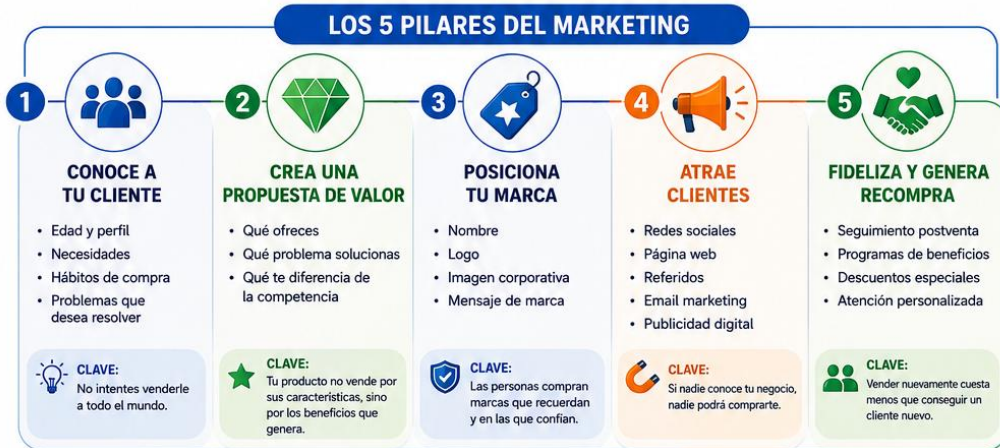 LOS 5 PILARES DEL MARKETING
1
CONOCE A
TU CLIENTE
• Edad y perfil
• Necesidades
• Hábitos de compra
• Problemas que
desea resolver
CLAVE:
No intentes venderle
a todo el mundo.
2
CREA UNA
PROPUESTA DE VALOR
• Qué ofreces
• Qué problema solucionas
• Qué te diferencia de
la competencia
CLAVE:
Tu producto no vende por
sus características, sino
por los beneficios que
genera.
3
POSICIONA
TU MARCA
• Nombre
• Logo
• Imagen corporativa
• Mensaje de marca
CLAVE:
Las personas compran
marcas que recuerdan
y en las que confían.
4
ATRAE
CLIENTES
• Redes sociales
• Página web
• Referidos
• Email marketing
• Publicidad digital
CLAVE:
Si nadie conoce tu negocio,
nadie podrá comprarte.
5
FIDELIZA Y GENERA
RECOMPRA
• Seguimiento postventa
• Programas de beneficios
• Descuentos especiales
• Atención personalizada
CLAVE:
Vender nuevamente cuesta
menos que conseguir un
cliente nuevo.